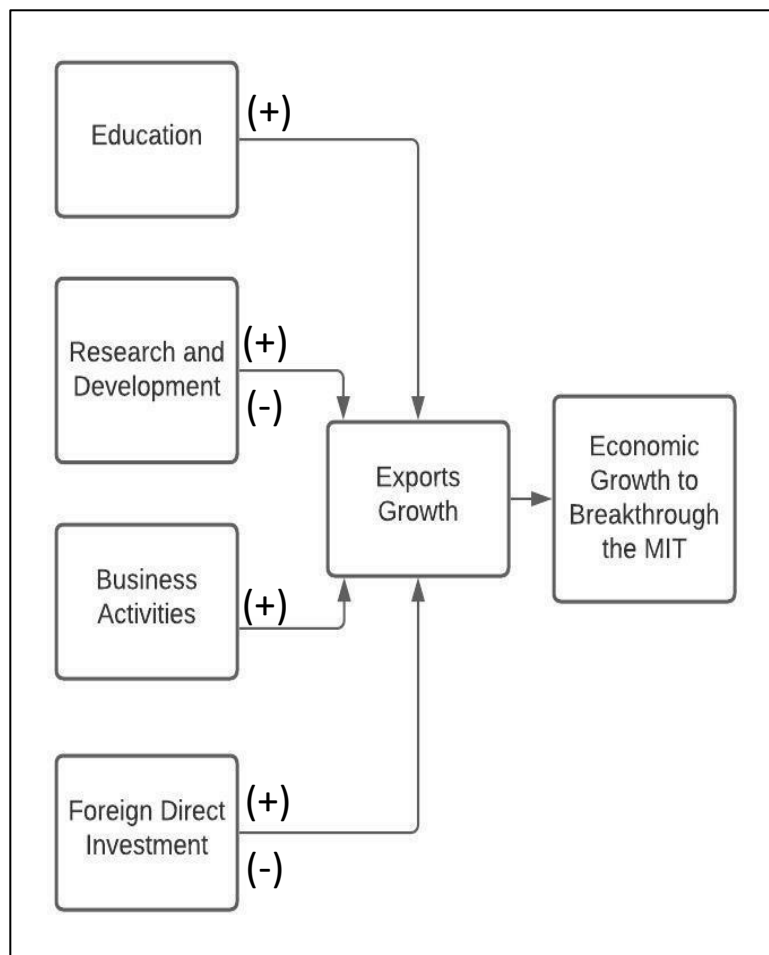 Education
(+)
Research and
Development
(+)
(-)
Exports
Growth
Economic
Growth to
Breakthrough
the MIT
Business
Activities
(+)
Foreign Direct
Investment
(+)
(-)